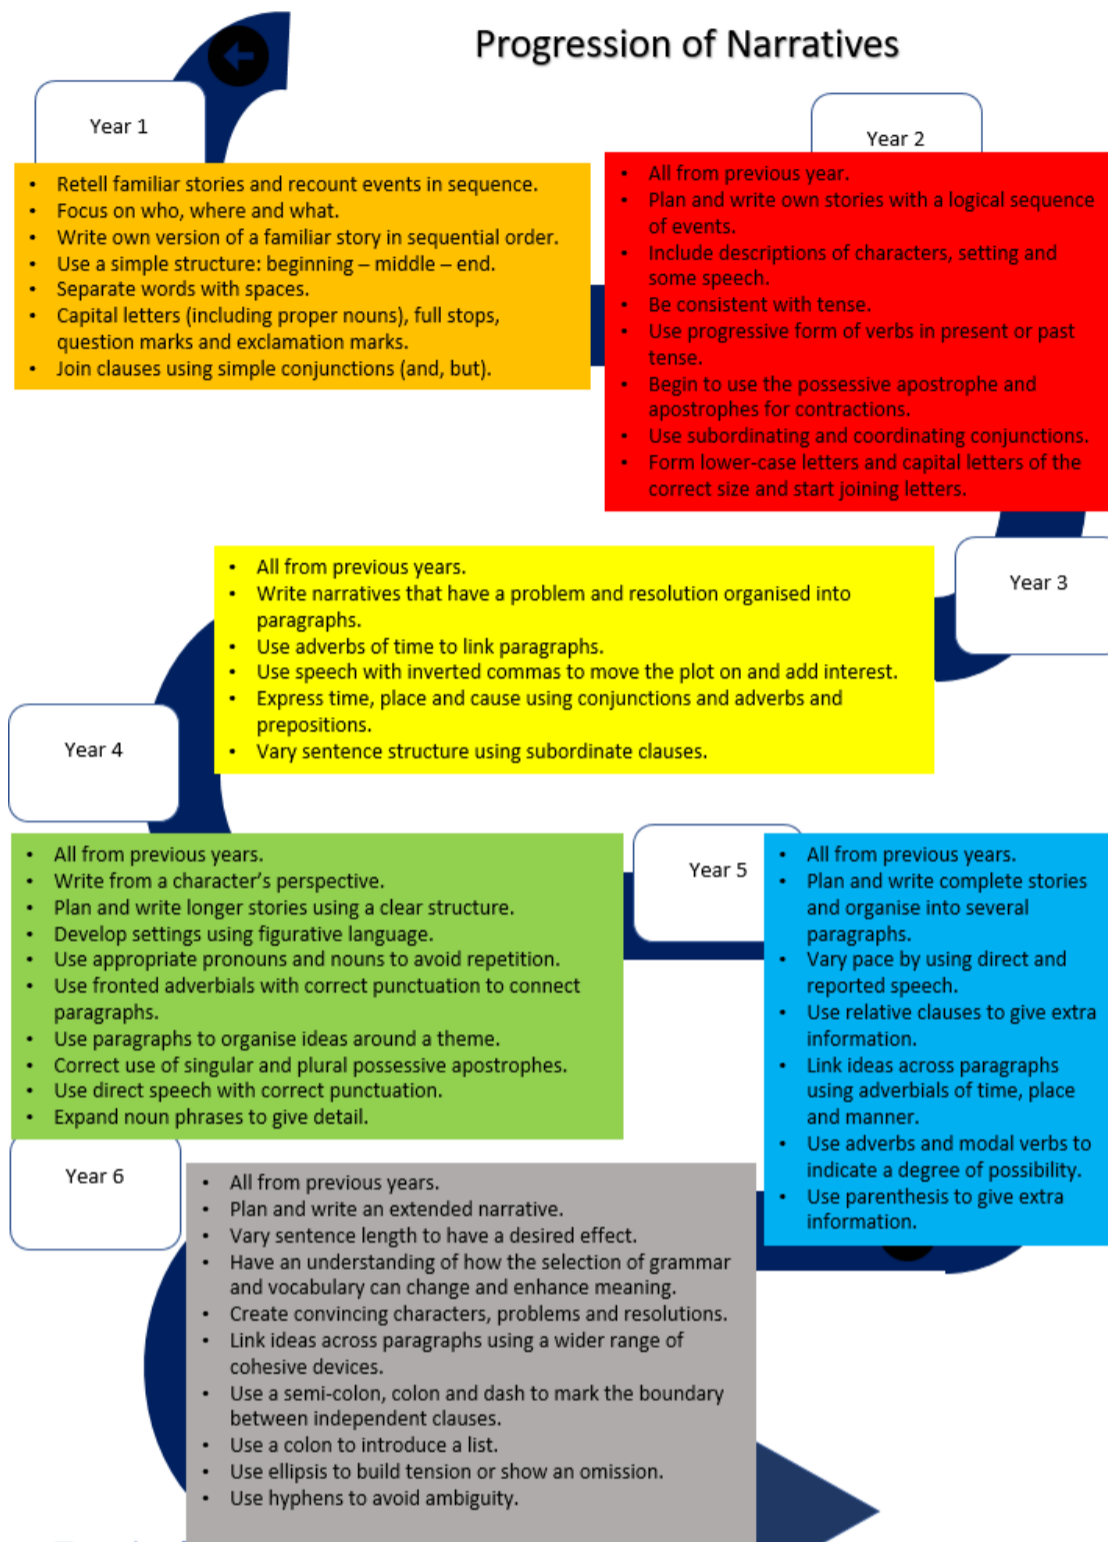 Progression of Narratives
Year 1
• Retell familiar stories and recount events in sequence.
• Focus on who, where and what.
• Write own version of a familiar story in sequential order.
• Use a simple structure: beginning – middle – end.
• Separate words with spaces.
• Capital letters (including proper nouns), full stops,
question marks and exclamation marks.
• Join clauses using simple conjunctions (and, but).
Year 2
• All from previous year.
• Plan and write own stories with a logical sequence
of events.
• Include descriptions of characters, setting and
some speech.
• Be consistent with tense.
• Use progressive form of verbs in present or past
tense.
• Begin to use the possessive apostrophe and
apostrophes for contractions.
• Use subordinating and coordinating conjunctions.
• Form lower-case letters and capital letters of the
correct size and start joining letters.
Year 3
• All from previous years.
• Write narratives that have a problem and resolution organised into
paragraphs.
• Use adverbs of time to link paragraphs.
• Use speech with inverted commas to move the plot on and add interest.
• Express time, place and cause using conjunctions and adverbs and
prepositions.
• Vary sentence structure using subordinate clauses.
Year 4
• All from previous years.
• Write from a character's perspective.
• Plan and write longer stories using a clear structure.
• Develop settings using figurative language.
• Use appropriate pronouns and nouns to avoid repetition.
• Use fronted adverbials with correct punctuation to connect
paragraphs.
• Use paragraphs to organise ideas around a theme.
• Correct use of singular and plural possessive apostrophes.
• Use direct speech with correct punctuation.
• Expand noun phrases to give detail.
Year 5
• All from previous years.
• Plan and write complete stories
and organise into several
paragraphs.
• Vary pace by using direct and
reported speech.
• Use relative clauses to give extra
information.
• Link ideas across paragraphs
using adverbials of time, place
and manner.
• Use adverbs and modal verbs to
indicate a degree of possibility.
• Use parenthesis to give extra
information.
Year 6
• All from previous years.
• Plan and write an extended narrative.
• Vary sentence length to have a desired effect.
• Have an understanding of how the selection of grammar
and vocabulary can change and enhance meaning.
• Create convincing characters, problems and resolutions.
• Link ideas across paragraphs using a wider range of
cohesive devices.
• Use a semi-colon, colon and dash to mark the boundary
between independent clauses.
• Use a colon to introduce a list.
• Use ellipsis to build tension or show an omission.
• Use hyphens to avoid ambiguity.